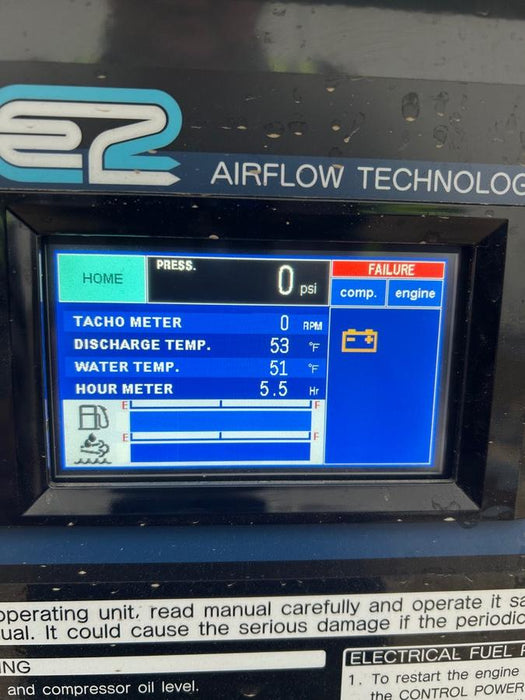 e2
AIRFLOW TECHNOLOG
HOME
PRESS.
0 psi
FAILURE
comp. engine
TACHO METER 0 RPM
DISCHARGE TEMP. 53 °F
WATER TEMP. 51 °F
HOUR METER 5.5 Hr
E F
E F
operating unit, read manual carefully and operate it sa
ual. It could cause the serious damage if the periodic
NG
and compressor oil level.
ELECTRICAL FUEL
1. To restart the engine
the CONTROL POWER